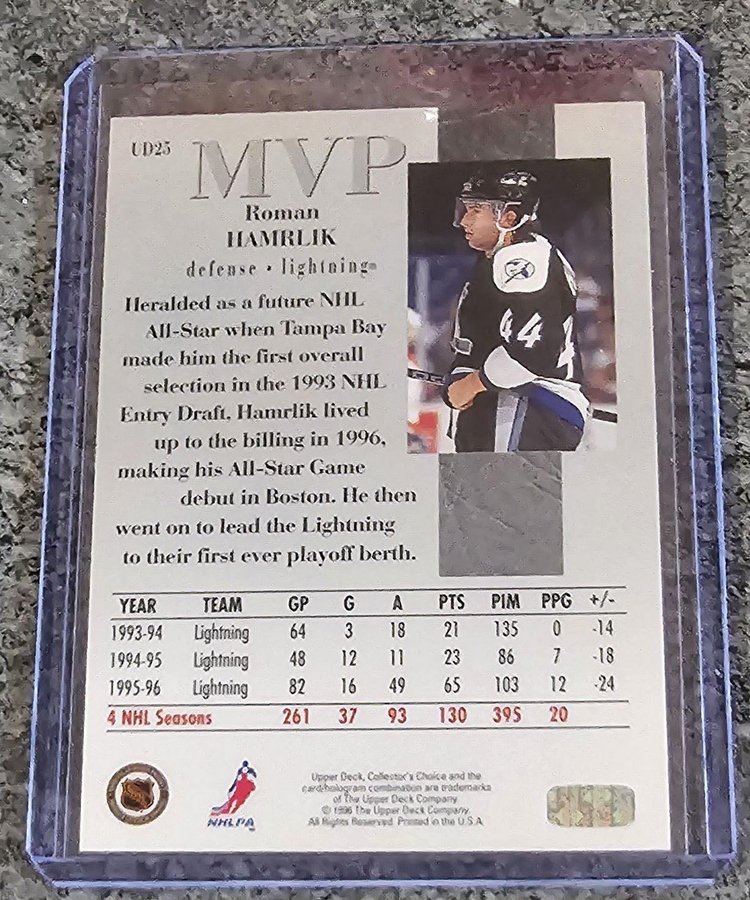 UD25
MVP
Roman
HAMRLIK
defense • lightning
Heralded as a future NHL
All-Star when Tampa Bay
made him the first overall
selection in the 1993 NHL
Entry Draft, Hamrlik lived
up to the billing in 1996,
making his All-Star Game
debut in Boston. He then
went on to lead the Lightning
to their first ever playoff berth.
44
YEAR TEAM GP G A PTS PIM PPG +/-
1993-94 Lightning 64 3 18 21 135 0 -14
1994-95 Lightning 48 12 11 23 86 7 -18
1995-96 Lightning 82 16 49 65 103 12 -24
4 NHL Seasons 261 37 93 130 395 20
NHLPA
Upper Deck, Collector's Choice and the
card/hologram combination are trademarks
of The Upper Deck Company.
© 1996 The Upper Deck Company.
All Rights Reserved. Printed in the U.S.A.